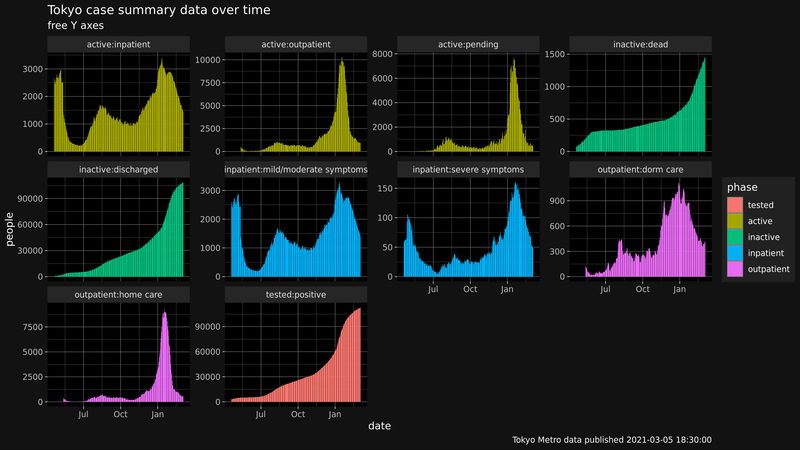 Tokyo case summary data over time
free Y axes
active:inpatient
active:outpatient
active:pending
inactive:dead
3000
2000
1000
0
10000
7500
5000
2500
0
8000
6000
4000
2000
0
1500
1000
500
0
inactive:discharged
inpatient:mild/moderate symptoms
inpatient:severe symptoms
outpatient:dorm care
90000
60000
30000
0
3000
2000
1000
0
150
100
50
0
900
600
300
0
Jul Oct Jan
Jul Oct Jan
outpatient:home care
tested:positive
7500
5000
2500
0
90000
60000
30000
0
Jul Oct Jan
Jul Oct Jan
people
date
phase
tested
active
inactive
inpatient
outpatient
Tokyo Metro data published 2021-03-05 18:30:00